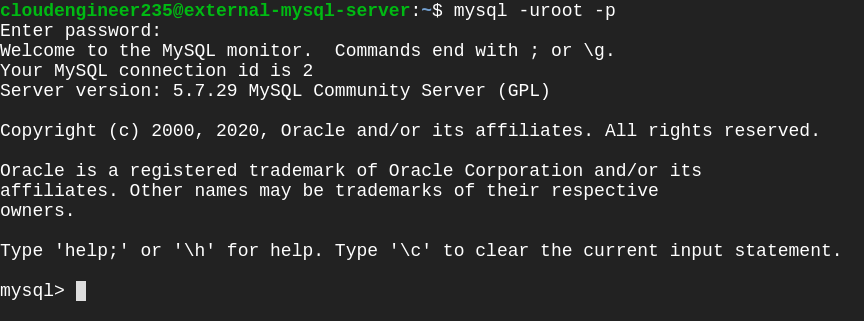 cloudengineer235@external-mysql-server:~$ mysql -uroot -p
Enter password:
Welcome to the MySQL monitor.  Commands end with ; or \g.
Your MySQL connection id is 2
Server version: 5.7.29 MySQL Community Server (GPL)
Copyright (c) 2000, 2020, Oracle and/or its affiliates. All rights reserved.
Oracle is a registered trademark of Oracle Corporation and/or its
affiliates. Other names may be trademarks of their respective
owners.
Type 'help;' or '\h' for help. Type '\c' to clear the current input statement.
mysql>